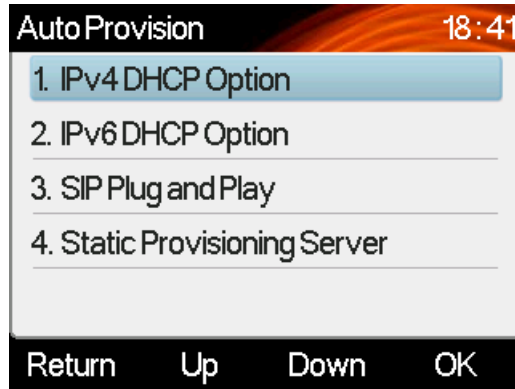 Auto Provision 18:41
1. IPv4 DHCP Option
2. IPv6 DHCP Option
3. SIP Plug and Play
4. Static Provisioning Server
Return Up Down OK